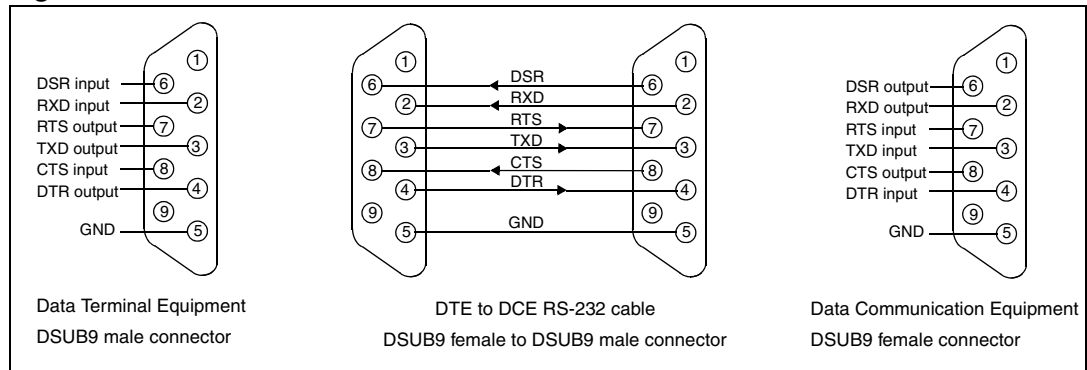 DSR input
RXD input
RTS output
TXD output
CTS input
DTR output
GND
1
6
2
7
3
8
4
9
5
Data Terminal Equipment
DSUB9 male connector
1
6
2
7
3
8
4
9
5
DSR
RXD
RTS
TXD
CTS
DTR
GND
1
6
2
7
3
8
4
9
5
DTE to DCE RS-232 cable
DSUB9 female to DSUB9 male connector
DSR output
RXD output
RTS input
TXD input
CTS output
DTR input
GND
1
6
2
7
3
8
4
9
5
Data Communication Equipment
DSUB9 female connector